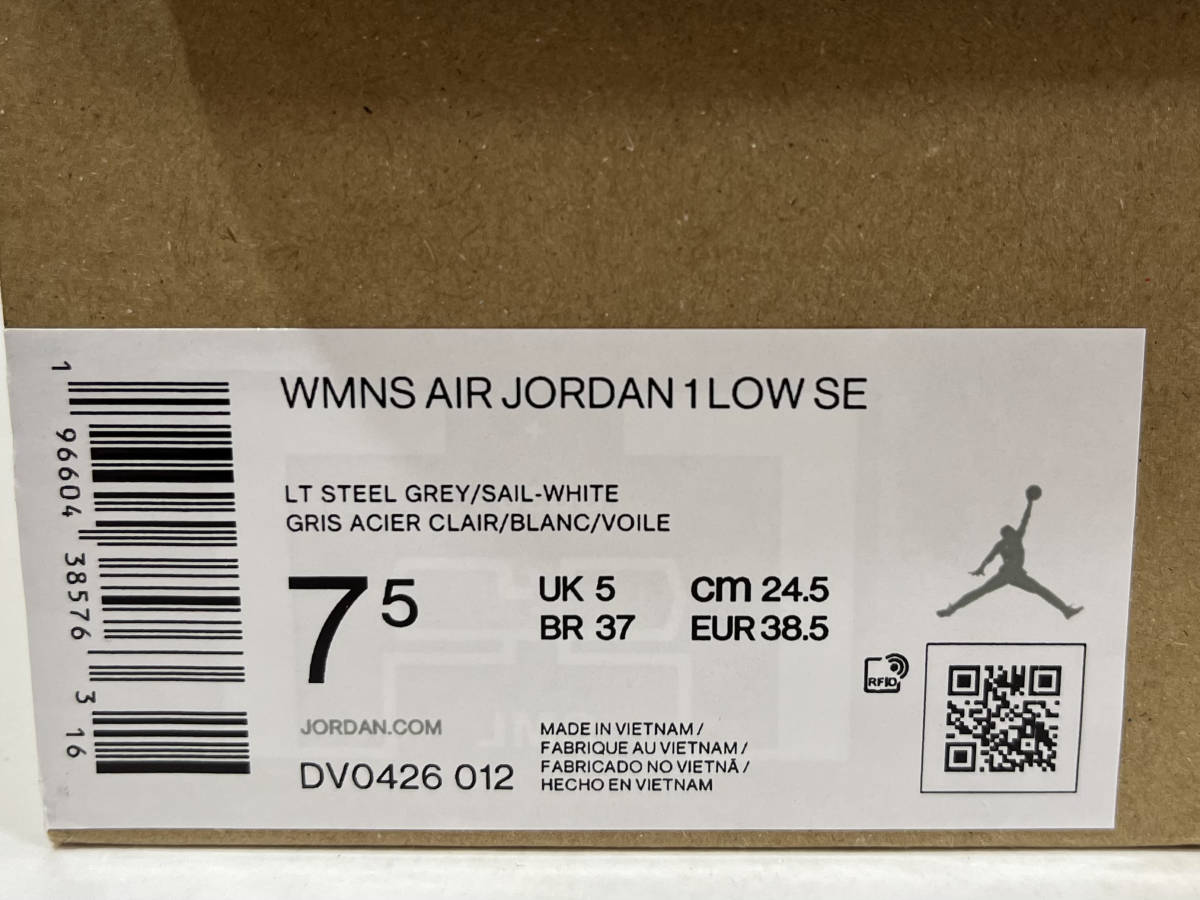 WMNS AIR JORDAN 1 LOW SE
LT STEEL GREY/SAIL-WHITE
GRIS ACIER CLAIR/BLANC/VOILE
7 5
UK 5 cm 24.5
BR 37 EUR 38.5
RFID
JORDAN.COM
DV0426 012
MADE IN VIETNAM /
FABRIQUE AU VIETNAM /
FABRICADO NO VIETNÃ /
HECHO EN VIETNAM
1 96604 38576 3 16